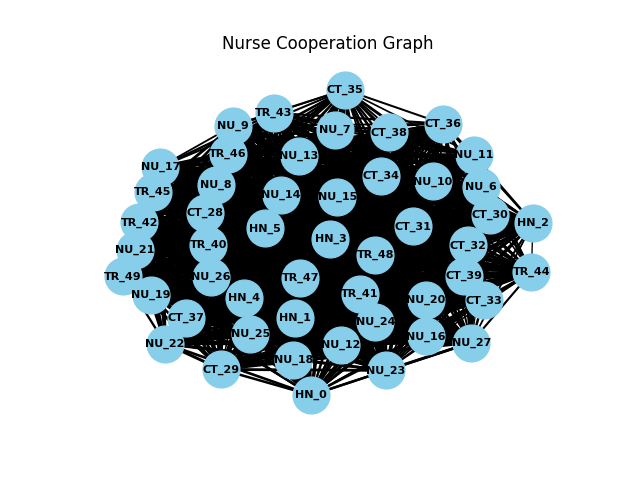 Nurse Cooperation Graph
CT_35
TR_43
NU_9
NU_7
CT_38
CT_36
TR_46
NU_13
NU_11
NU_17
CT_34
NU_10
TR_45
NU_8
NU_14
NU_15
NU_6
CT_28
CT_30
TR_42
HN_5
CT_31
HN_2
NU_21
TR_40
HN_3
CT_32
TR_48
TR_49
NU_26
TR_47
CT_39
TR_44
NU_19
HN_4
TR_41
NU_20
CT_33
CT_37
HN_1
NU_24
NU_22
NU_25
NU_12
NU_16
NU_27
CT_29
NU_18
NU_23
HN_0